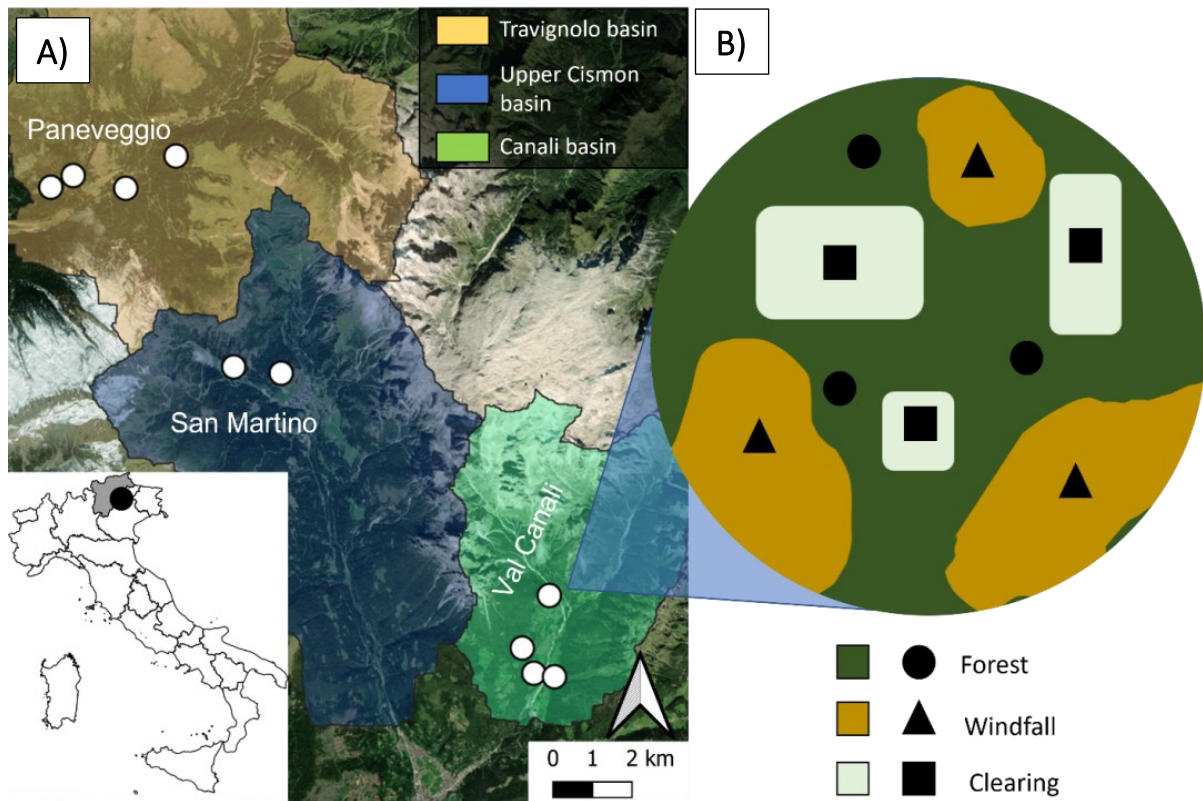 A)
Travignolo basin
Upper Cismon
basin
Canali basin
B)
Paneveggio
San Martino
Val Canali
0 1 2 km
Forest
Windfall
Clearing